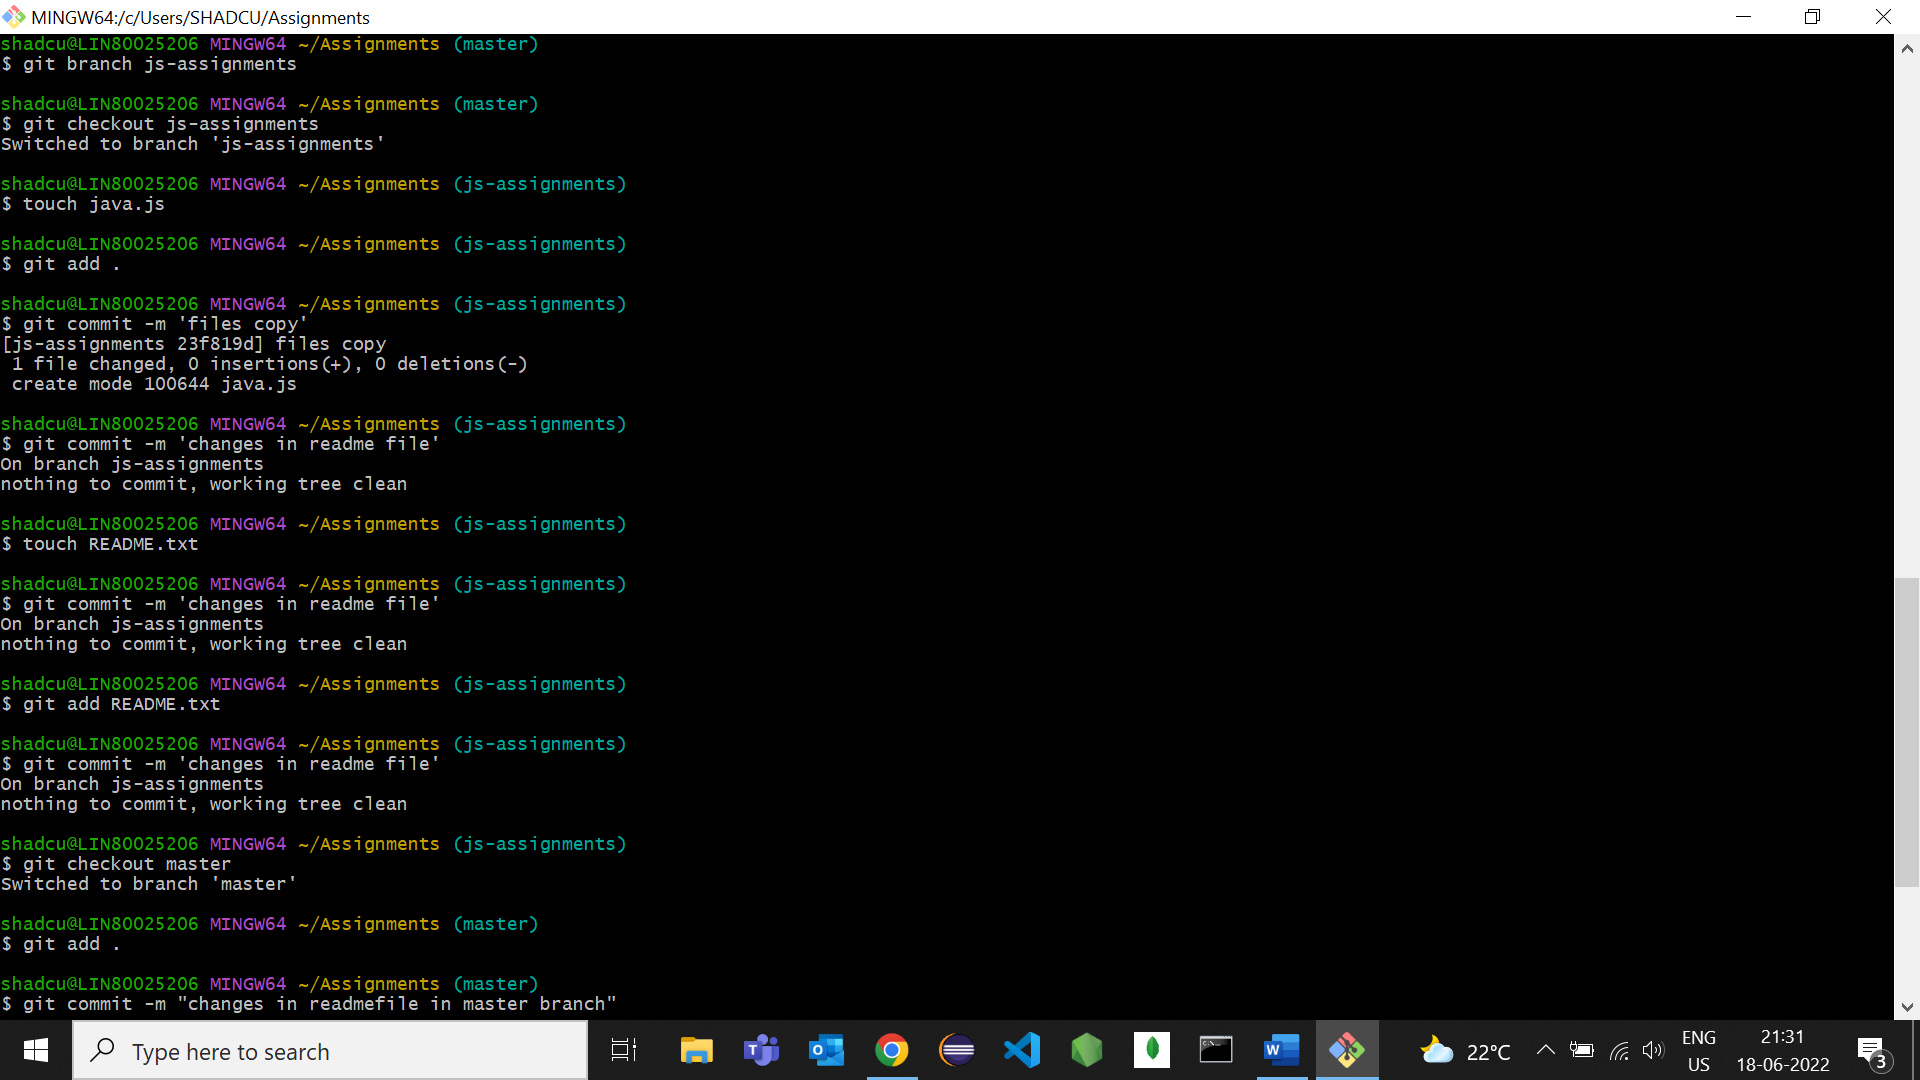 MINGW64:/c/Users/SHADCU/Assignments
shadcu@LIN80025206 MINGW64 ~/Assignments (master)
$ git branch js-assignments
shadcu@LIN80025206 MINGW64 ~/Assignments (master)
$ git checkout js-assignments
Switched to branch 'js-assignments'
shadcu@LIN80025206 MINGW64 ~/Assignments (js-assignments)
$ touch java.js
shadcu@LIN80025206 MINGW64 ~/Assignments (js-assignments)
$ git add .
shadcu@LIN80025206 MINGW64 ~/Assignments (js-assignments)
$ git commit -m 'files copy'
[js-assignments 23f819d] files copy
1 file changed, 0 insertions(+), 0 deletions(-)
create mode 100644 java.js
shadcu@LIN80025206 MINGW64 ~/Assignments (js-assignments)
$ git commit -m 'changes in readme file'
On branch js-assignments
nothing to commit, working tree clean
shadcu@LIN80025206 MINGW64 ~/Assignments (js-assignments)
$ touch README.txt
shadcu@LIN80025206 MINGW64 ~/Assignments (js-assignments)
$ git commit -m 'changes in readme file'
On branch js-assignments
nothing to commit, working tree clean
shadcu@LIN80025206 MINGW64 ~/Assignments (js-assignments)
$ git add README.txt
shadcu@LIN80025206 MINGW64 ~/Assignments (js-assignments)
$ git commit -m 'changes in readme file'
On branch js-assignments
nothing to commit, working tree clean
shadcu@LIN80025206 MINGW64 ~/Assignments (js-assignments)
$ git checkout master
Switched to branch 'master'
shadcu@LIN80025206 MINGW64 ~/Assignments (master)
$ git add .
shadcu@LIN80025206 MINGW64 ~/Assignments (master)
$ git commit -m "changes in readmefile in master branch"
Type here to search
22°C
ENG
US
21:31
18-06-2022
3